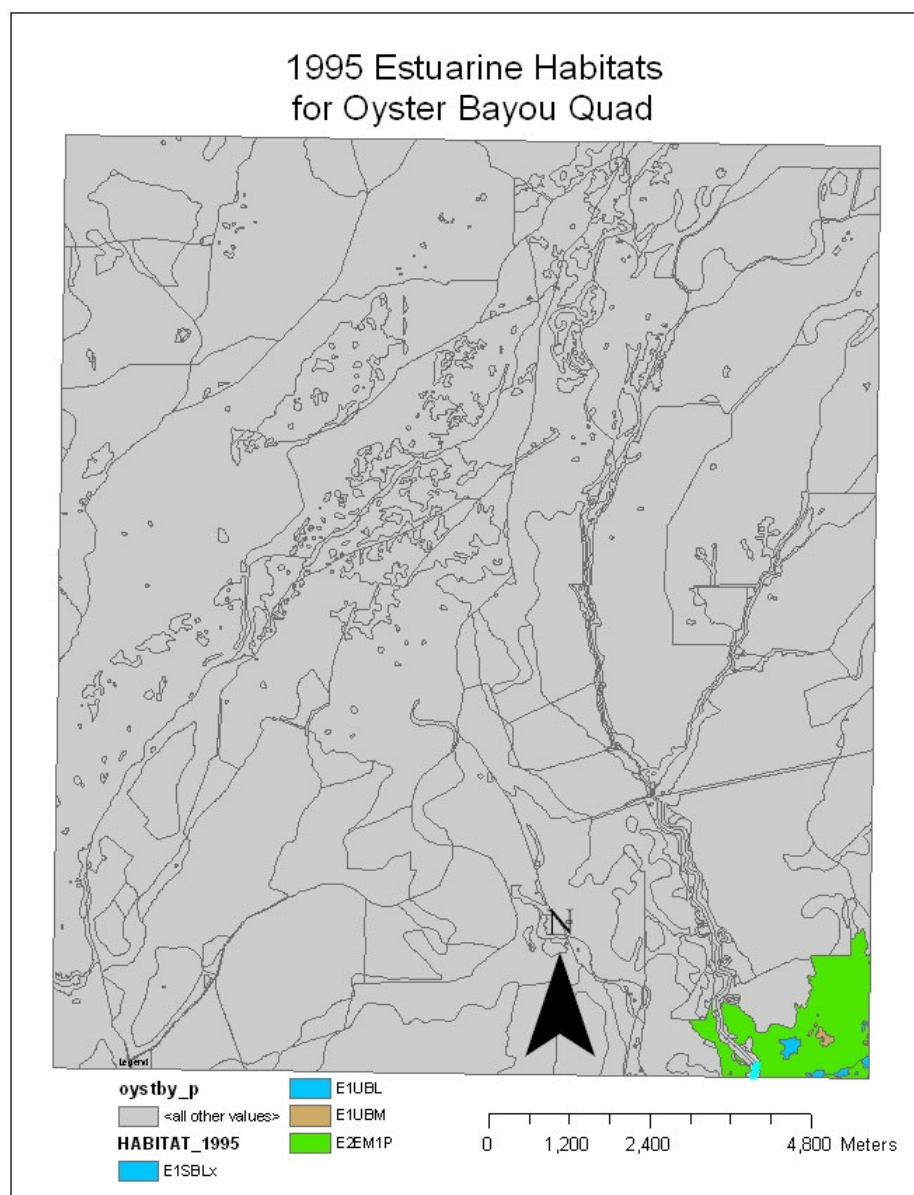 1995 Estuarine Habitats
for Oyster Bayou Quad
N
Legend
oystby_p
<all other values>
HABITAT_1995
E1SBLx
E1UBL
E1UBM
E2EM1P
0 1,200 2,400 4,800 Meters